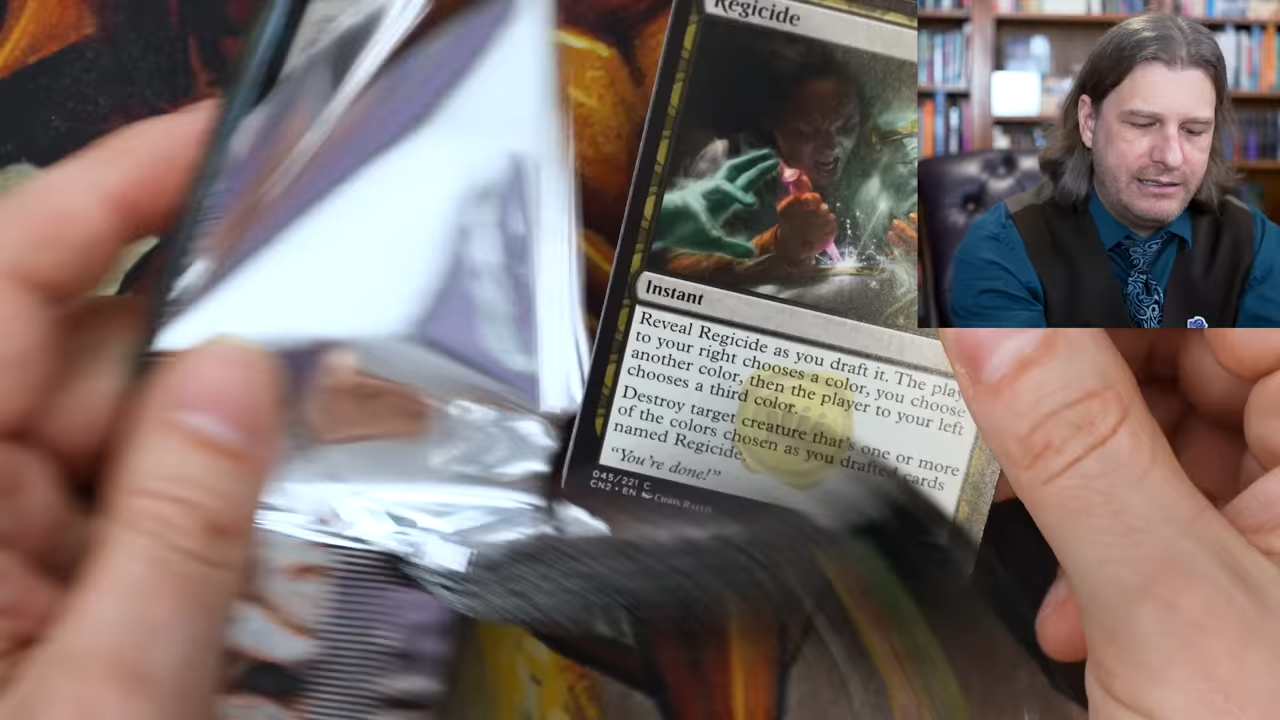 Regicide
Instant
Reveal Regicide as you draft it. The play
to your right chooses a color, you choose
another color, then the player to your left
chooses a third color.
Destroy target creature that's one or more
of the colors chosen as you drafted cards
named Regicide.
"You're done!"
045/221 C
CN2 • EN Chris Rallis